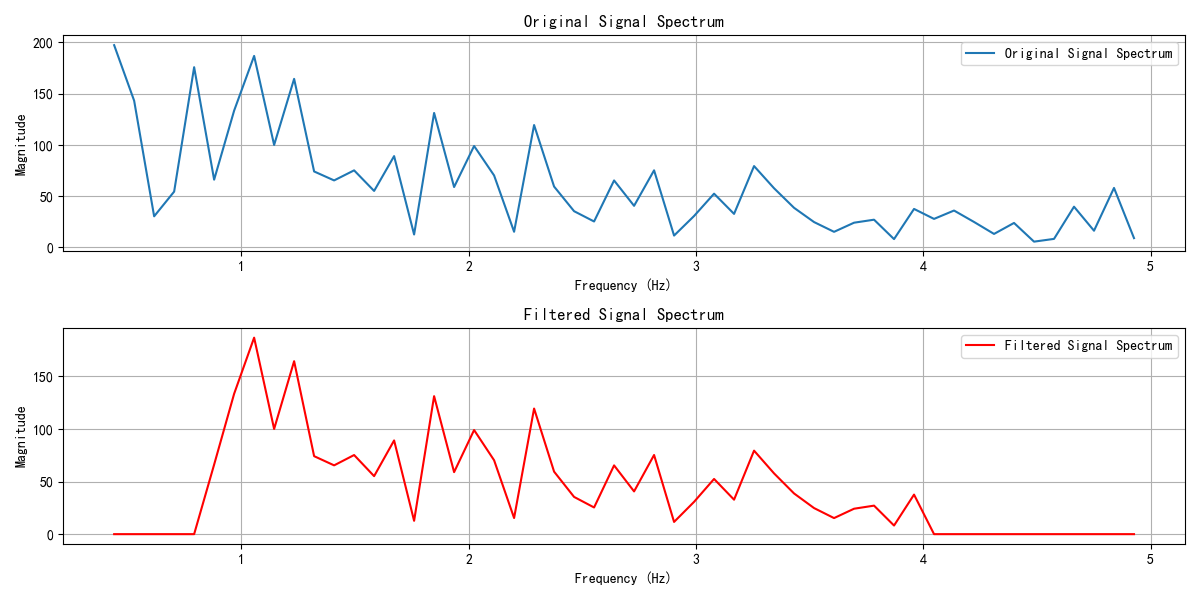 Original Signal Spectrum
200
150
100
50
0
Magnitude
Original Signal Spectrum
1 2 3 4 5
Frequency (Hz)
Filtered Signal Spectrum
150
100
50
0
Magnitude
Filtered Signal Spectrum
1 2 3 4 5
Frequency (Hz)